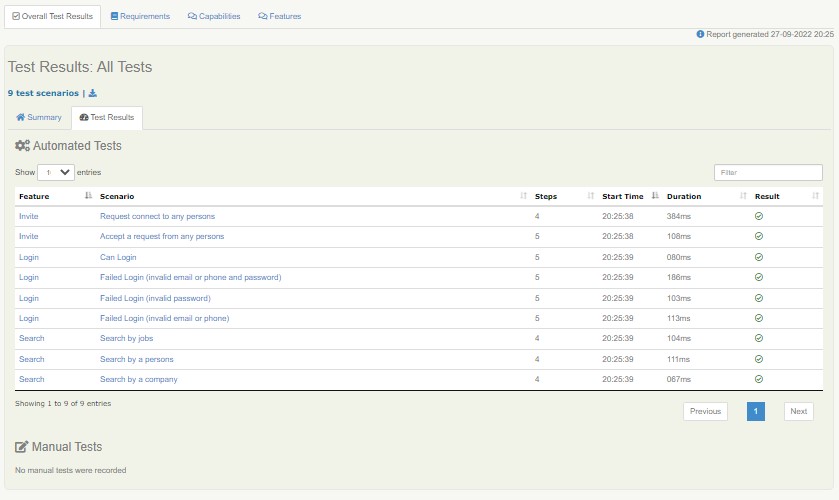 Overall Test Results Requirements Capabilities Features
Report generated 27-09-2022 20:25
Test Results: All Tests
9 test scenarios |
Summary Test Results
Automated Tests
Show entries Filter
Feature Scenario Steps Start Time Duration Result
Invite Request connect to any persons 4 20:25:38 384ms
Invite Accept a request from any persons 5 20:25:38 108ms
Login Can Login 5 20:25:39 080ms
Login Failed Login (invalid email or phone and password) 5 20:25:39 186ms
Login Failed Login (invalid password) 5 20:25:39 103ms
Login Failed Login (invalid email or phone) 5 20:25:39 113ms
Search Search by jobs 4 20:25:39 104ms
Search Search by a persons 4 20:25:39 111ms
Search Search by a company 4 20:25:39 067ms
Showing 1 to 9 of 9 entries
Previous 1 Next
Manual Tests
No manual tests were recorded